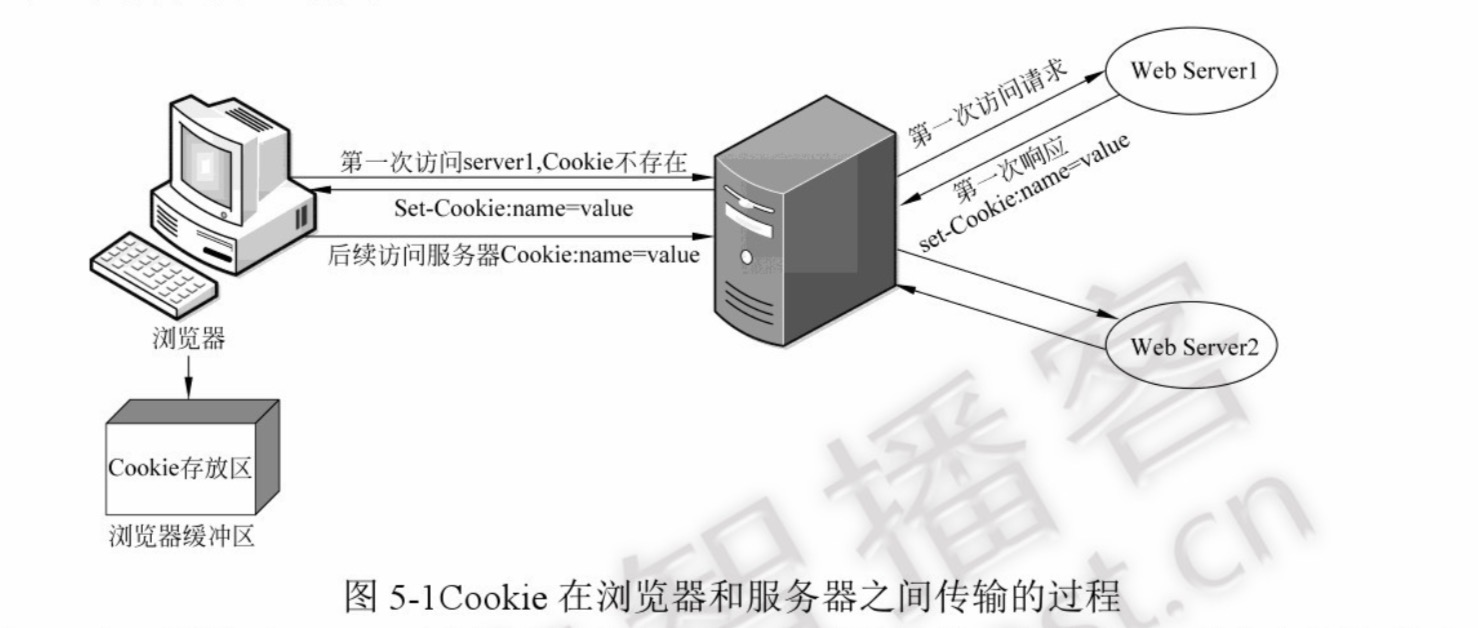 Web Server1
第一次访问请求
第一次访问server1,Cookie不存在
第一次响应
set-Cookie:name=value
Set-Cookie:name=value
后续访问服务器Cookie:name=value
浏览器
Web Server2
Cookie存放区
浏览器缓冲区
图 5-1Cookie 在浏览器和服务器之间传输的过程
智播客
st.cn